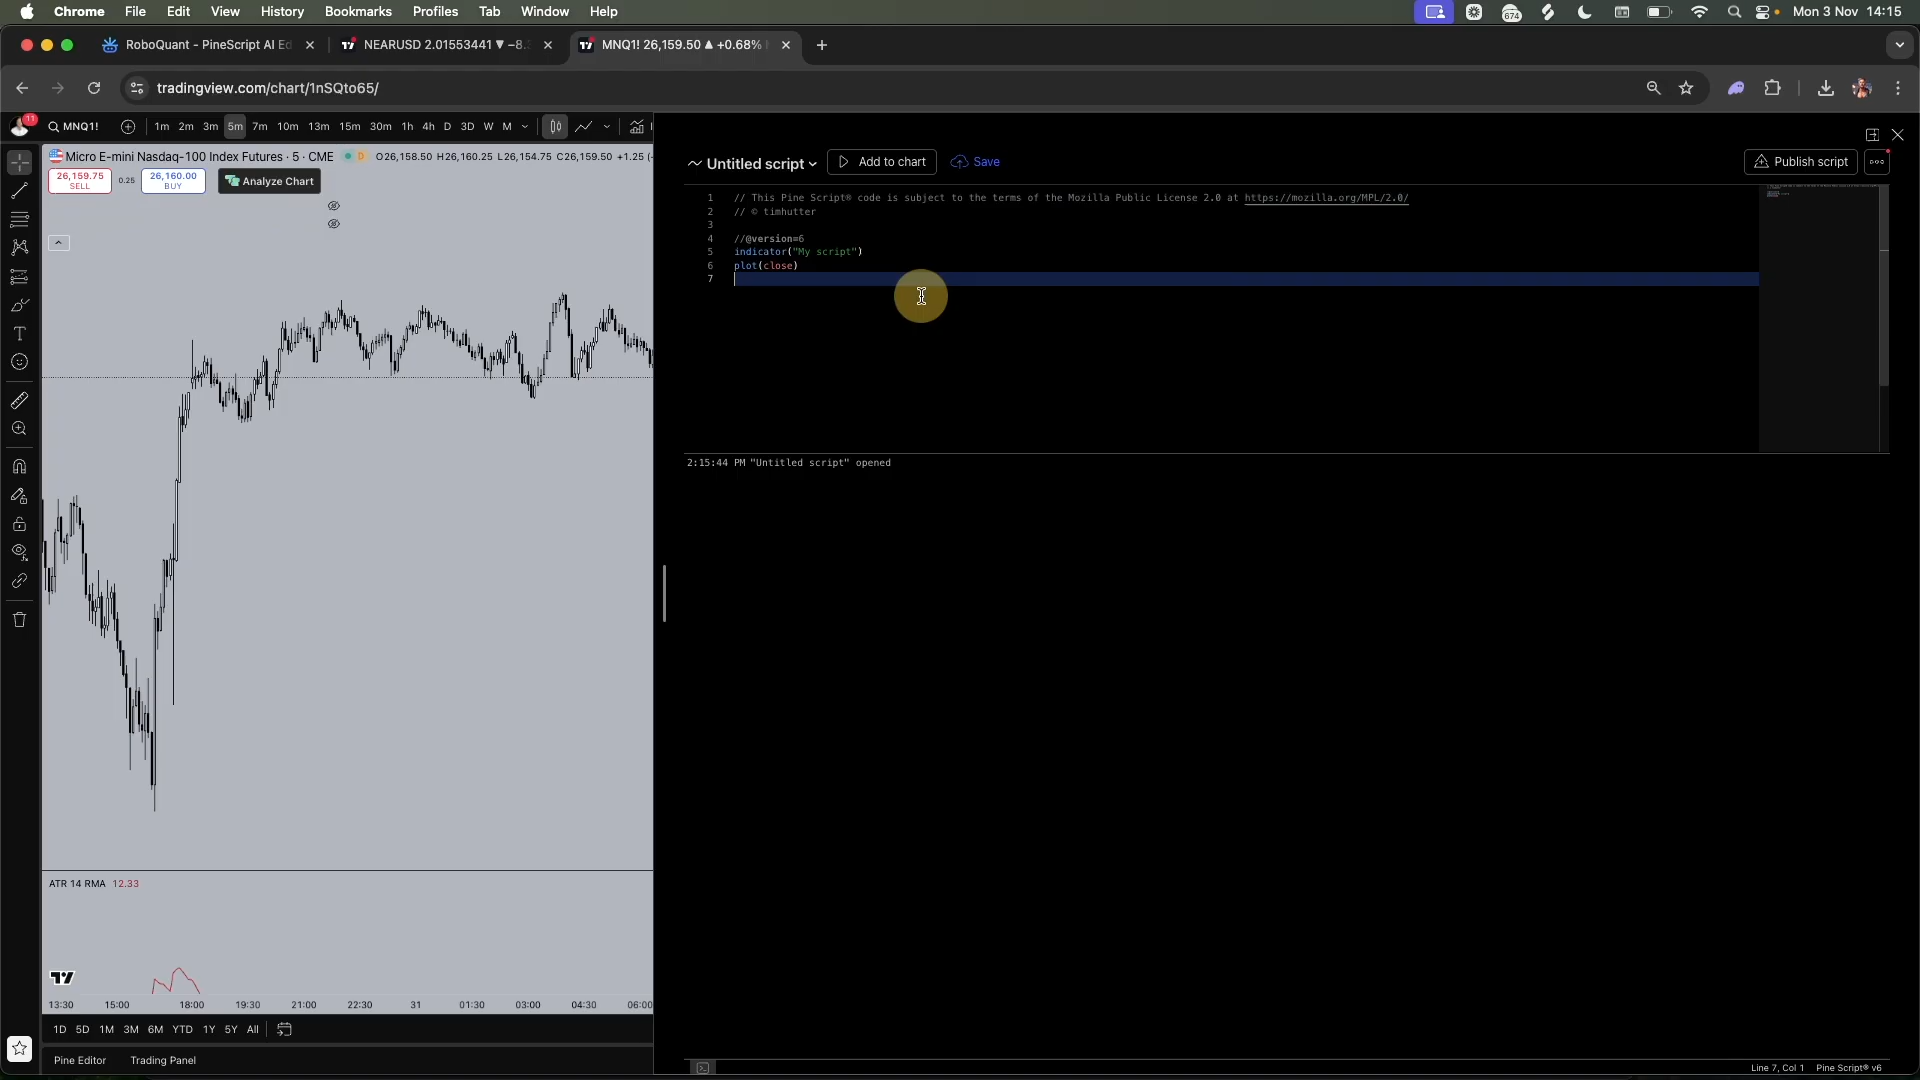 Chrome File Edit View History Bookmarks Profiles Tab Window Help
674
Mon 3 Nov 14:15
RoboQuant - PineScript AI Ed
NEARUSD 2.01553441 ▼ −8.
MNQ1! 26,159.50 ▲ +0.68%
tradingview.com/chart/1nSQto65/
11
MNQ1!
1m 2m 3m 5m 7m 10m 13m 15m 30m 1h 4h D 3D W M
Micro E-mini Nasdaq-100 Index Futures · 5 · CME
D
O26,158.50 H26,160.25 L26,154.75 C26,159.50 +1.25 (
26,159.75
SELL
0.25
26,160.00
BUY
Analyze Chart
ATR 14 RMA 12.33
13:30 15:00 18:00 19:30 21:00 22:30 31 01:30 03:00 04:30 06:00
1D 5D 1M 3M 6M YTD 1Y 5Y All
Pine Editor Trading Panel
Untitled script
Add to chart
Save
Publish script
1 // This Pine Script® code is subject to the terms of the Mozilla Public License 2.0 at https://mozilla.org/MPL/2.0/
2 // © timhutter
3
4 //@version=6
5 indicator("My script")
6 plot(close)
7
2:15:44 PM "Untitled script" opened
Line 7, Col 1 Pine Script® v6